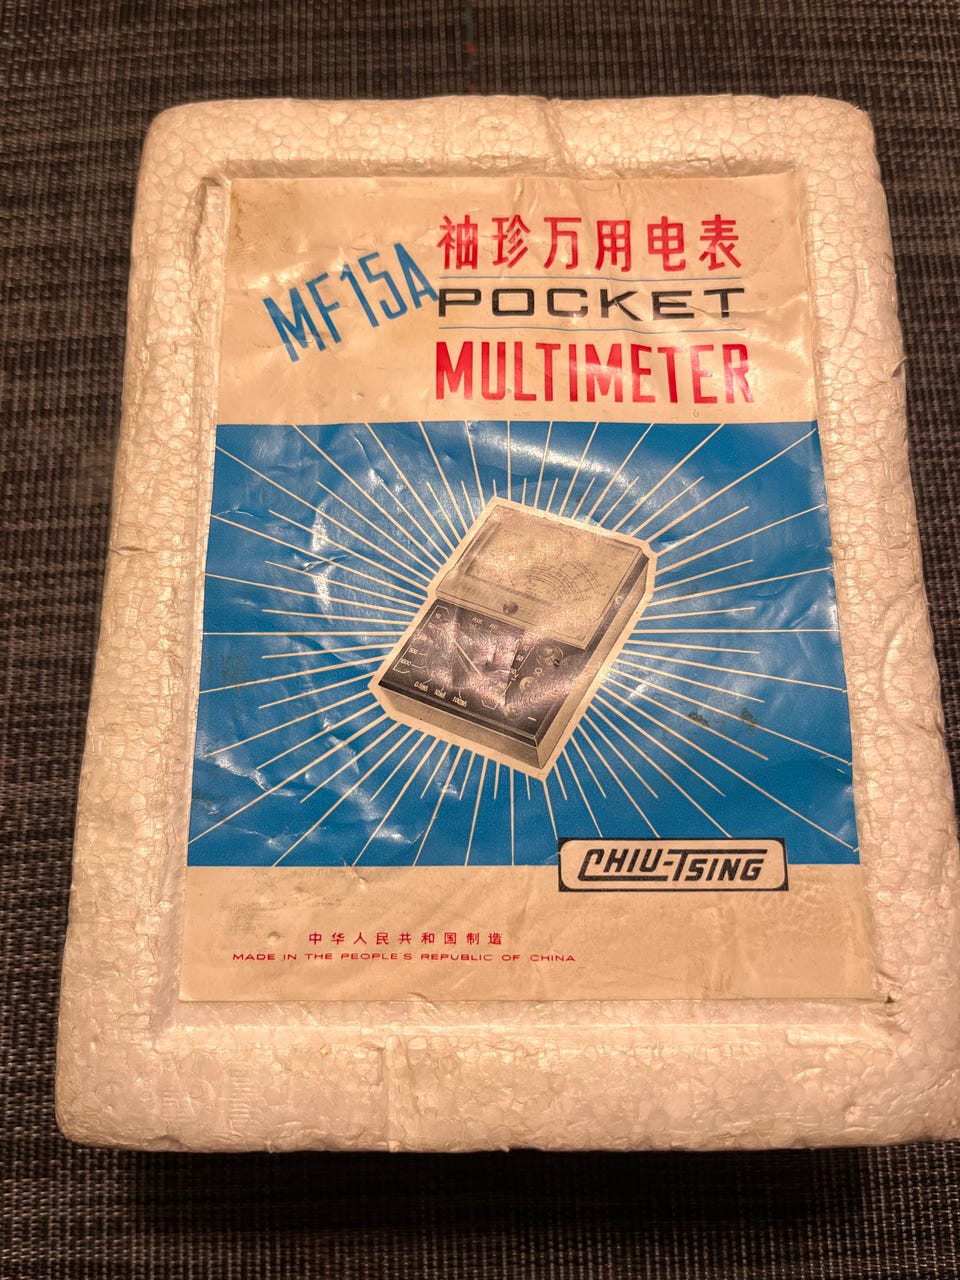 MF15A
袖珍万用电表
POCKET
MULTIMETER
CHIU-TSING
中华人民共和国制造
MADE IN THE PEOPLE'S REPUBLIC OF CHINA